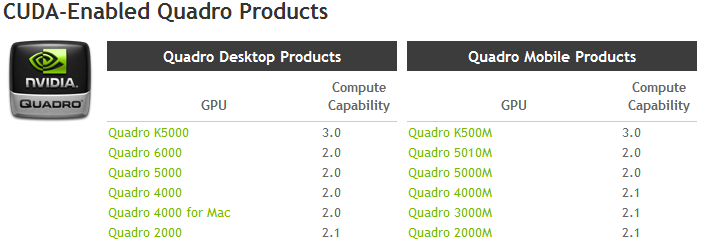 CUDA-Enabled Quadro Products
NVIDIA.
QUADRO
Quadro Desktop Products Quadro Mobile Products
Compute Compute
GPU Capability GPU Capability
Quadro K5000 3.0 Quadro K500M 3.0
Quadro 6000 2.0 Quadro 5010M 2.0
Quadro 5000 2.0 Quadro 5000M 2.0
Quadro 4000 2.0 Quadro 4000M 2.1
Quadro 4000 for Mac 2.0 Quadro 3000M 2.1
Quadro 2000 2.1 Quadro 2000M 2.1